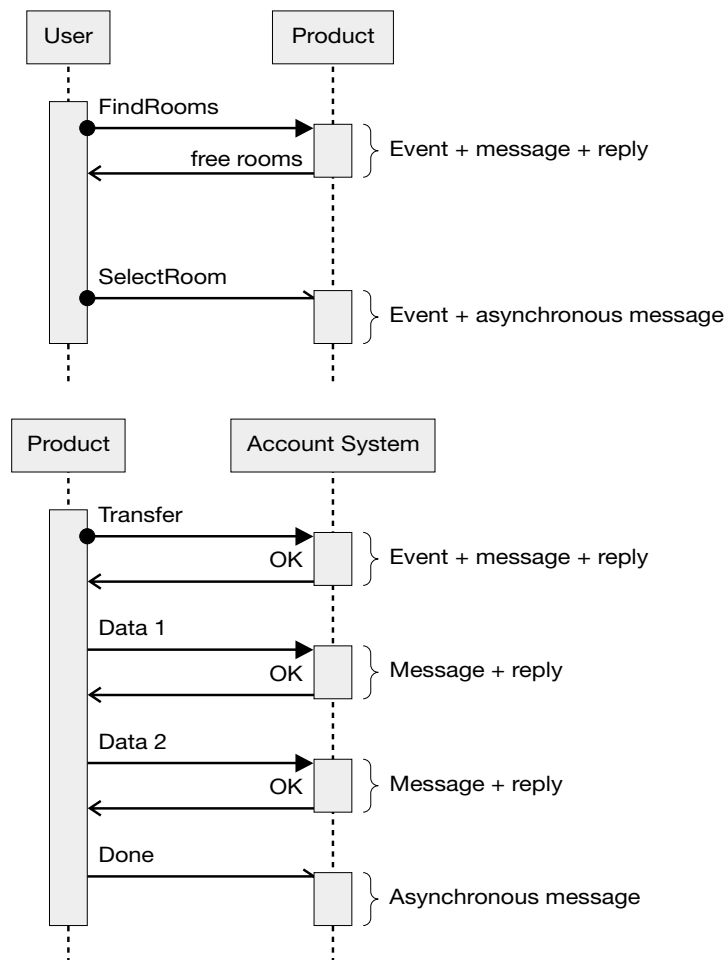 User
Product
FindRooms
Event + message + reply
free rooms
SelectRoom
Event + asynchronous message
Product
Account System
Transfer
OK
Event + message + reply
Data 1
OK
Message + reply
Data 2
OK
Message + reply
Done
Asynchronous message